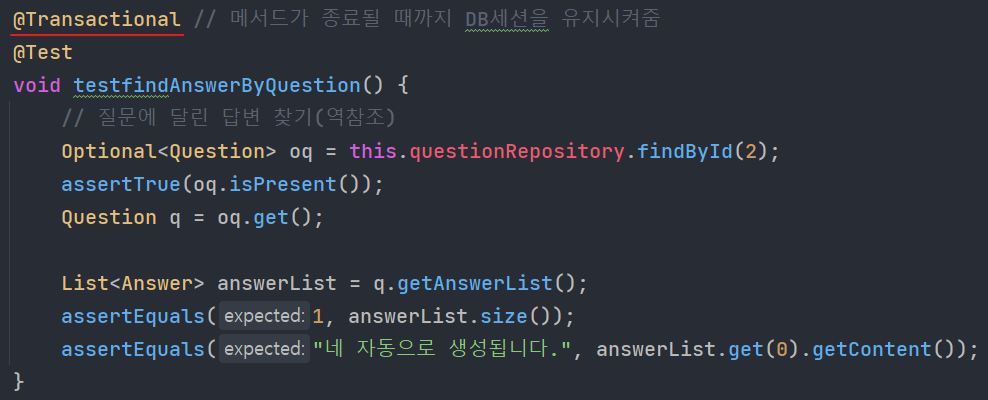 @Transactional // 메서드가 종료될 때까지 DB세션을 유지시켜줌
@Test
void testfindAnswerByQuestion() {
// 질문에 달린 답변 찾기(역참조)
Optional<Question> oq = this.questionRepository.findById(2);
assertTrue(oq.isPresent());
Question q = oq.get();
List<Answer> answerList = q.getAnswerList();
assertEquals( expected: 1, answerList.size());
assertEquals( expected: "네 자동으로 생성됩니다.", answerList.get(0).getContent());
}